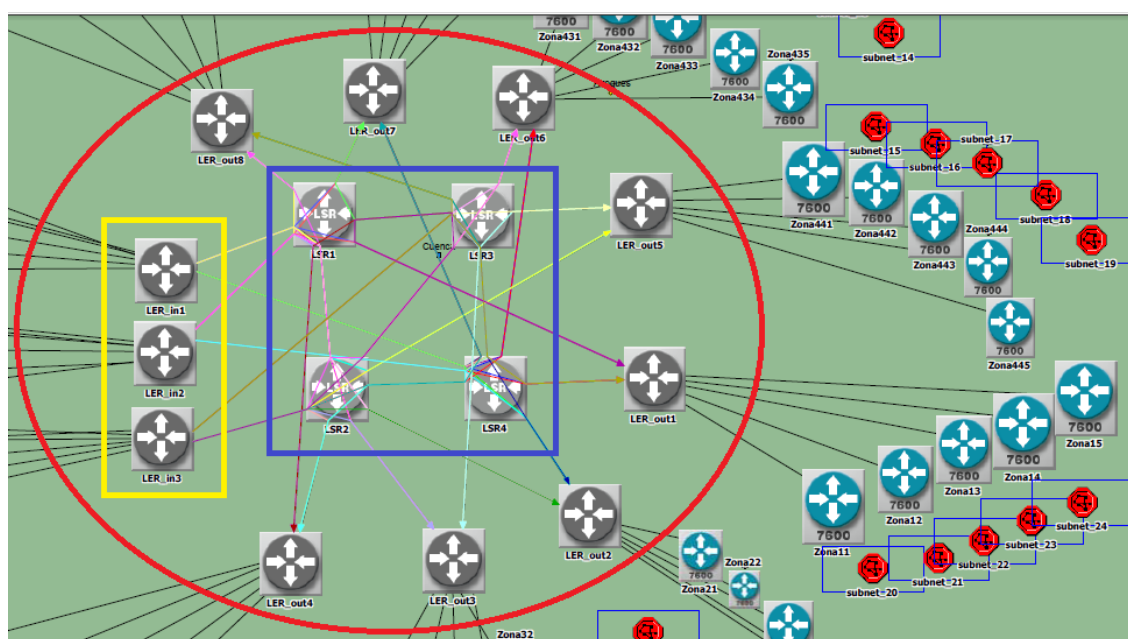 Zona431
Zona432
Zona433
Zona435
Zona434
7600
7600
7600
7600
subnet_14
LER_out8
LER_out7
LER_out6
subnet_15
subnet_17
subnet_16
subnet_18
subnet_19
LER_out5
7600
Zona441
7600
Zona442
7600
Zona443
Zona444
7600
7600
Zona445
LSR
LSR1
LSR
LSR3
LER_in1
LER_in2
LER_in3
LSR2
LSR
LSR4
LER_out1
7600
Zona15
7600
Zona14
7600
Zona13
7600
Zona12
7600
Zona11
subnet_24
subnet_23
subnet_22
subnet_21
subnet_20
LER_out2
LER_out3
LER_out4
Zona22
7600
Zona21
Zona32